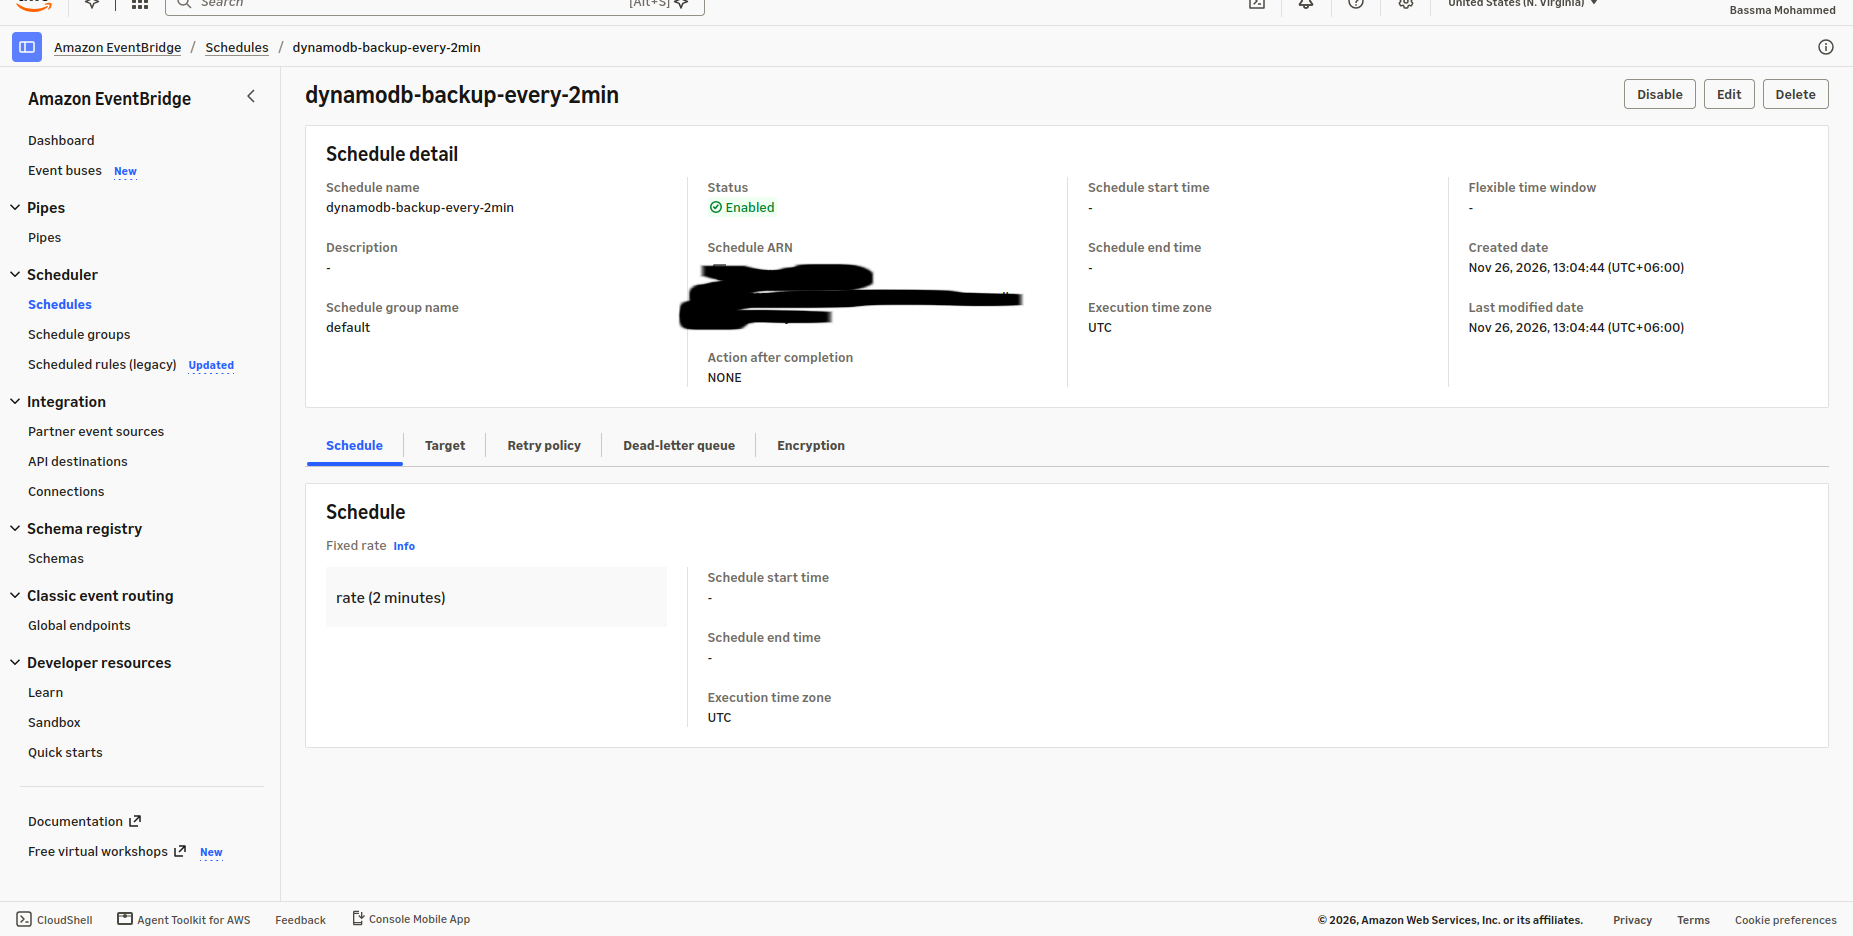 Search
[Alt+S]
United States (N. Virginia)
Bassma Mohammed
Amazon EventBridge / Schedules / dynamodb-backup-every-2min
Amazon EventBridge
Dashboard
Event buses New
Pipes
Pipes
Scheduler
Schedules
Schedule groups
Scheduled rules (legacy) Updated
Integration
Partner event sources
API destinations
Connections
Schema registry
Schemas
Classic event routing
Global endpoints
Developer resources
Learn
Sandbox
Quick starts
Documentation
Free virtual workshops New
dynamodb-backup-every-2min
Disable
Edit
Delete
Schedule detail
Schedule name
dynamodb-backup-every-2min
Description
-
Schedule group name
default
Status
Enabled
Schedule ARN
Action after completion
NONE
Schedule start time
-
Schedule end time
-
Execution time zone
UTC
Flexible time window
-
Created date
Nov 26, 2026, 13:04:44 (UTC+06:00)
Last modified date
Nov 26, 2026, 13:04:44 (UTC+06:00)
Schedule
Target
Retry policy
Dead-letter queue
Encryption
Schedule
Fixed rate Info
rate (2 minutes)
Schedule start time
-
Schedule end time
-
Execution time zone
UTC
CloudShell
Agent Toolkit for AWS
Feedback
Console Mobile App
© 2026, Amazon Web Services, Inc. or its affiliates.
Privacy
Terms
Cookie preferences